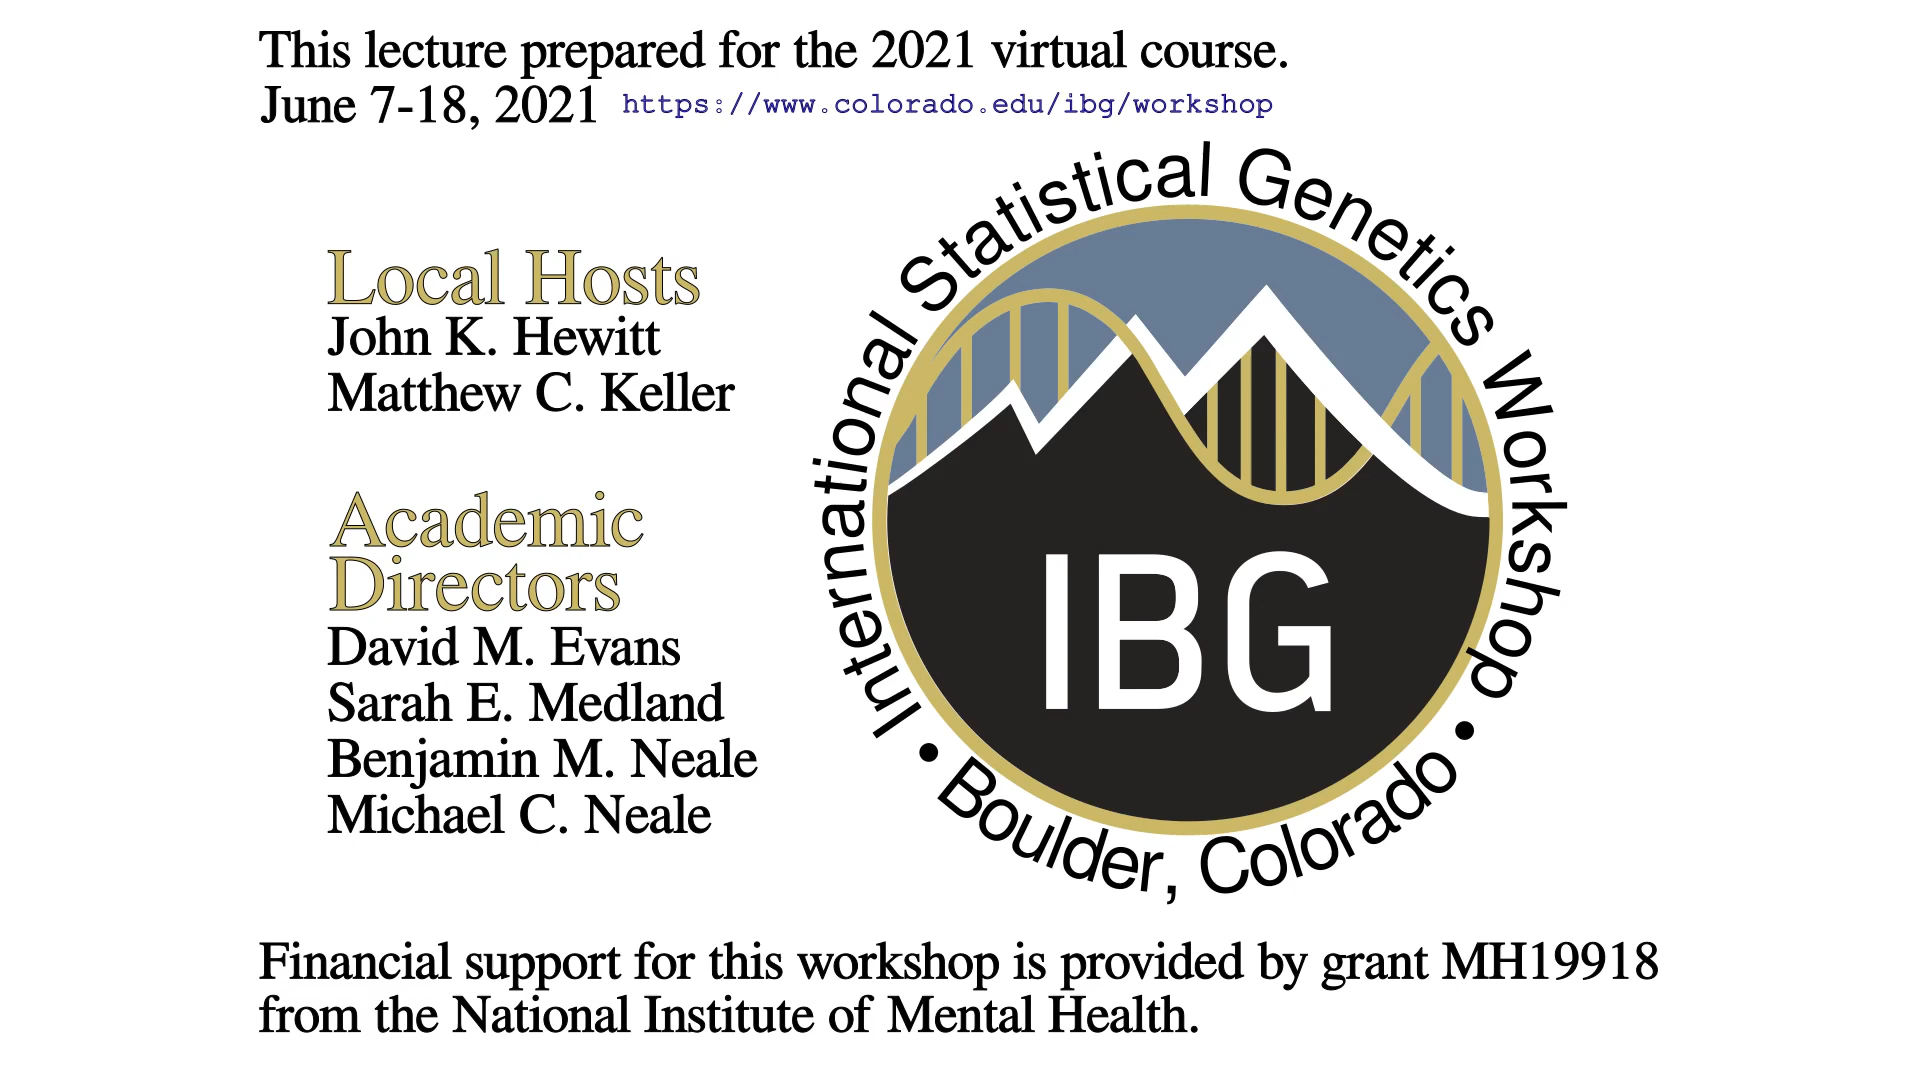 This lecture prepared for the 2021 virtual course.
June 7-18, 2021 https://www.colorado.edu/ibg/workshop
Local Hosts
John K. Hewitt
Matthew C. Keller
Academic
Directors
David M. Evans
Sarah E. Medland
Benjamin M. Neale
Michael C. Neale
International Statistical Genetics Workshop
• Boulder, Colorado •
IBG
Financial support for this workshop is provided by grant MH19918
from the National Institute of Mental Health.